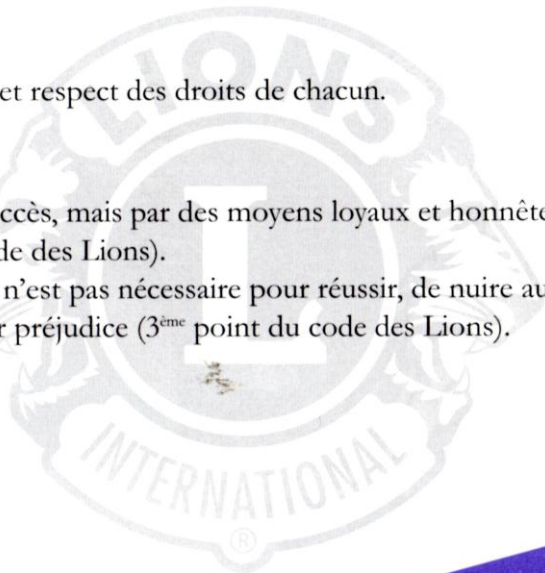 et respect des droits de chacun.
LIONS
ccès, mais par des moyens loyaux et honnête
de des Lions).
n'est pas nécessaire pour réussir, de nuire au
L
r préjudice (3ème point du code des Lions).
INTERNATIONAL
®